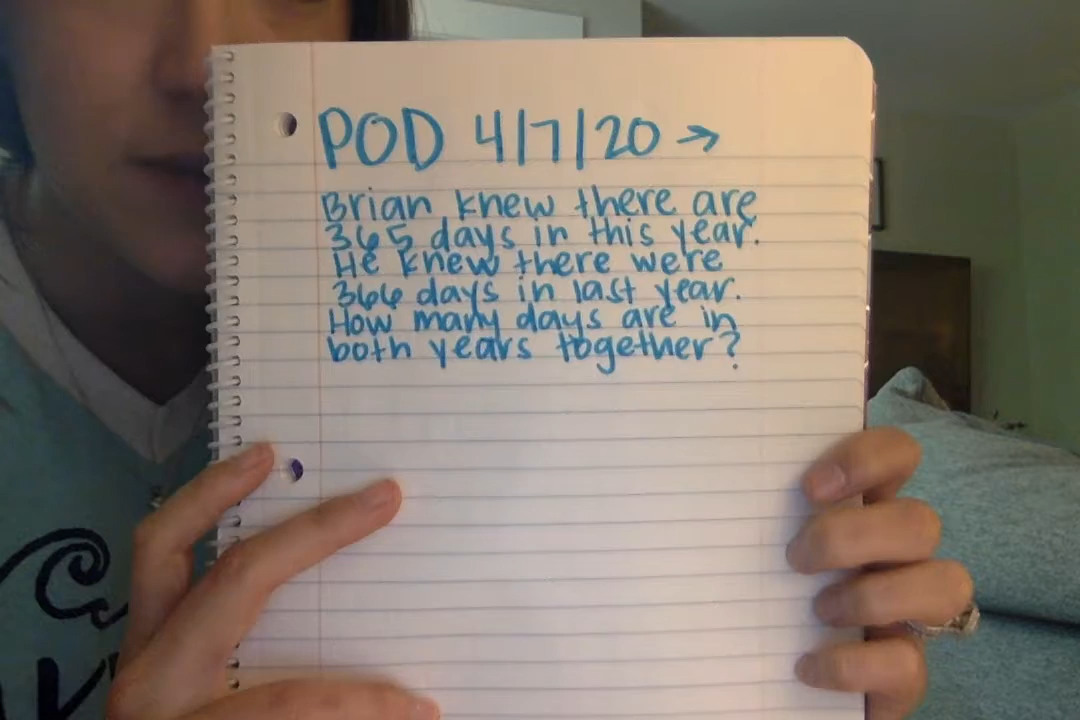 POD 4/7/20 →
Brian knew there are
365 days in this year.
He knew there were
366 days in last year.
How many days are in
both years together?